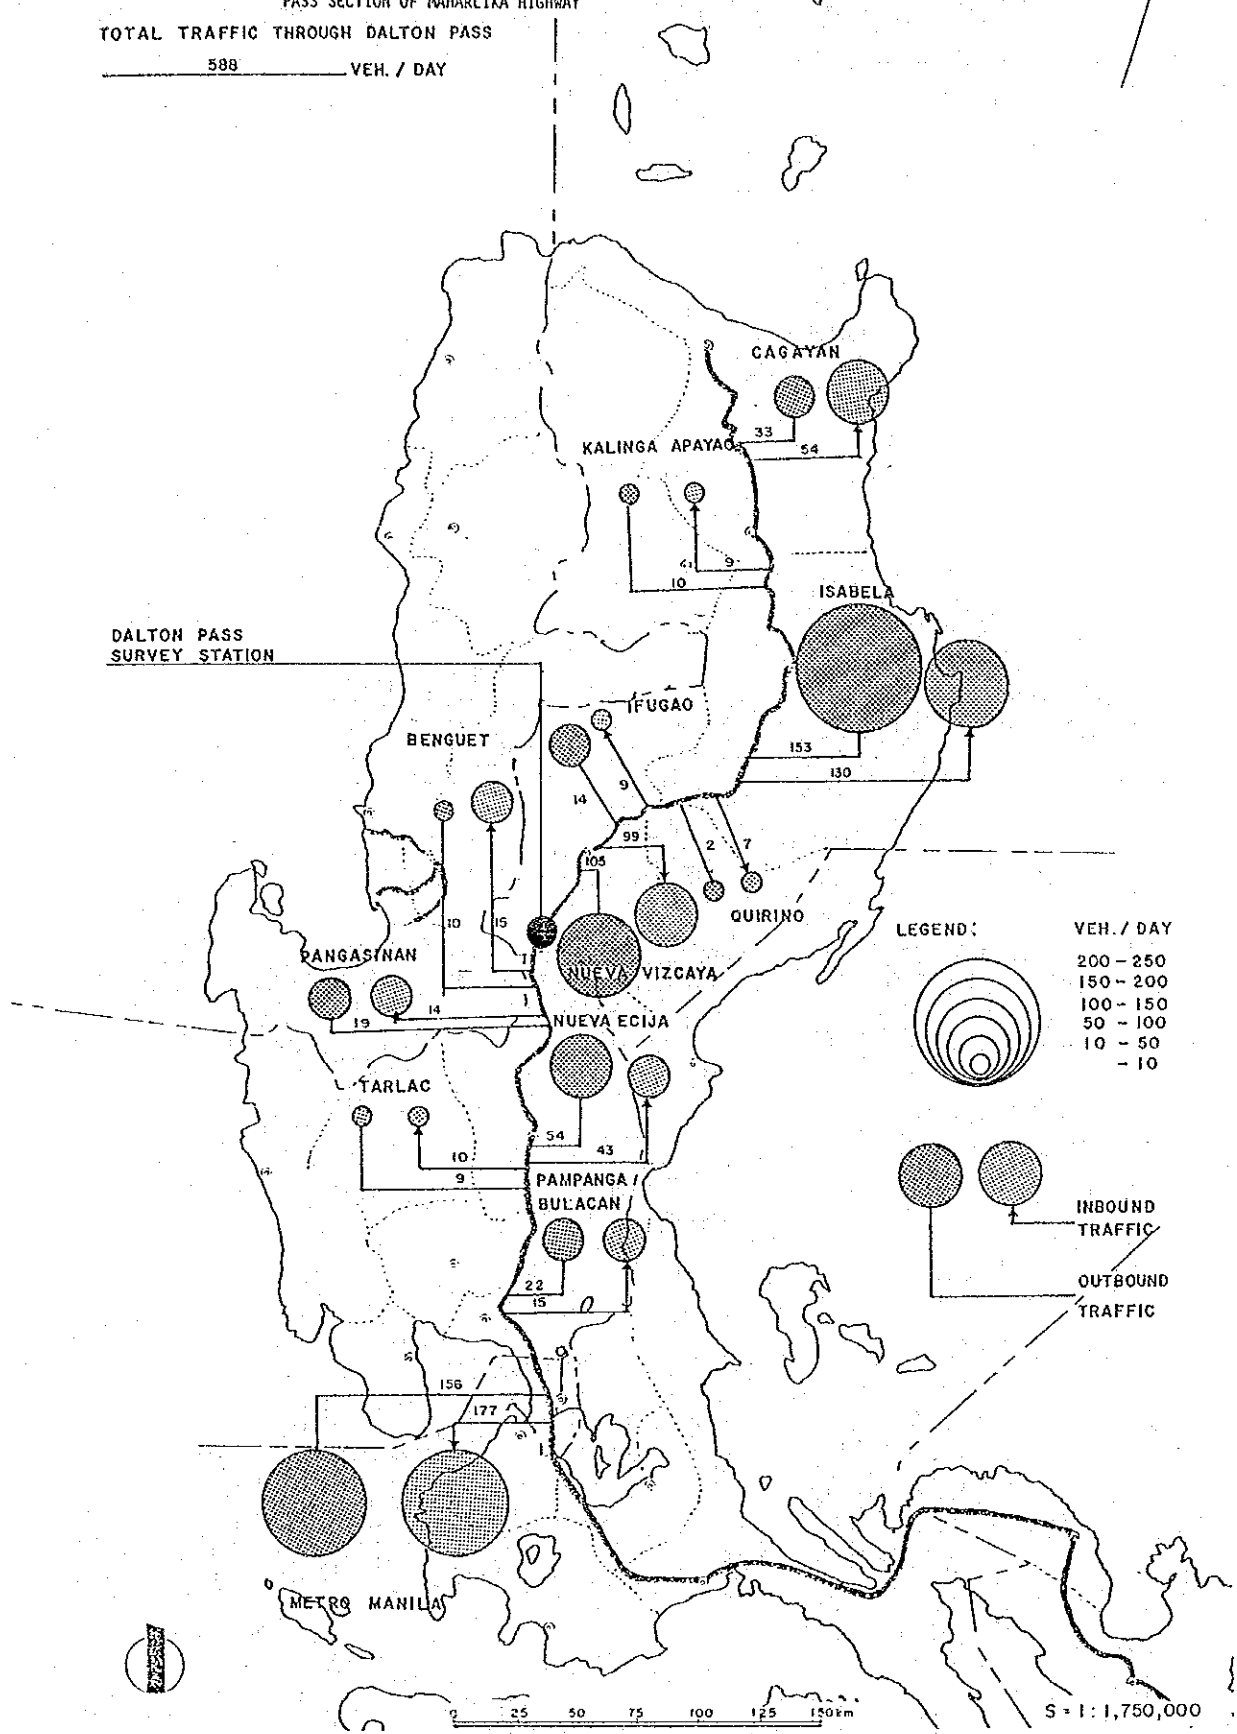 PASS SECTION OF MAHARLIKA HIGHWAY
TOTAL TRAFFIC THROUGH DALTON PASS
588 VEH. / DAY
CAGAYAN
33
54
KALINGA APAYAO
9
10
ISABELA
DALTON PASS
SURVEY STATION
IFUGAO
BENGUET
153
130
9
14
99
2
7
105
QUIRINO
10
15
LEGEND:
VEH. / DAY
200 - 250
150 - 200
100 - 150
50 - 100
10 - 50
- 10
PANGASINAN
NUEVA VIZCAYA
14
19
NUEVA ECIJA
TARLAC
54
43
10
9
PAMPANGA /
BULACAN
INBOUND
TRAFFIC
22
15
OUTBOUND
TRAFFIC
156
177
METRO MANILA
0 25 50 75 100 125 150km
S = 1 : 1,750,000